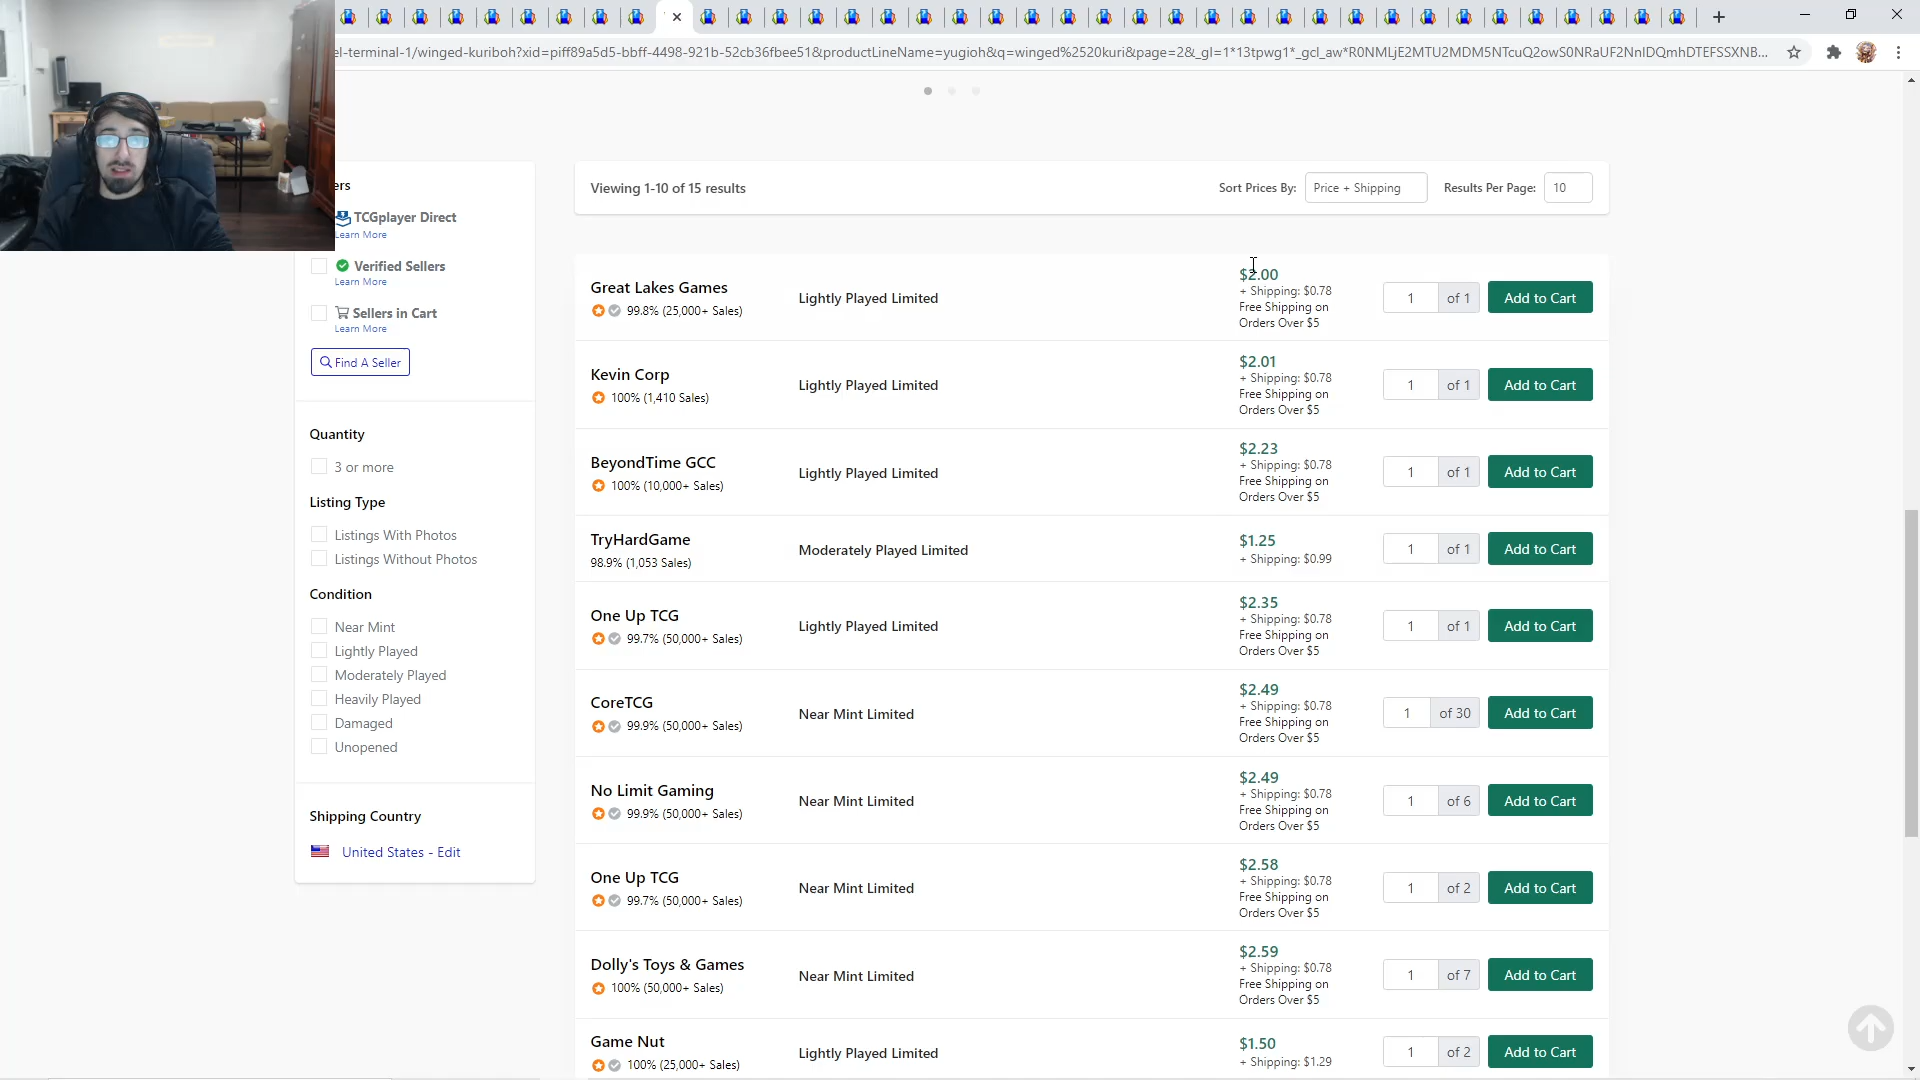 el-terminal-1/winged-kuriboh?xid=piff89a5d5-bbff-4498-921b-52cb36fbee51&productLineName=yugioh&q=winged%2520kuri&page=2&_gl=1*13tpwg1*_gcl_aw*R0NMLjE2MTU2MDM5NTcuQ2owS0NRaUF2NnlDQmhDTEFSSXNB...
ers
TCGplayer Direct
Learn More
Verified Sellers
Learn More
Sellers in Cart
Learn More
Find A Seller
Quantity
3 or more
Listing Type
Listings With Photos
Listings Without Photos
Condition
Near Mint
Lightly Played
Moderately Played
Heavily Played
Damaged
Unopened
Shipping Country
United States - Edit
Viewing 1-10 of 15 results
Sort Prices By: Price + Shipping Results Per Page: 10
Great Lakes Games
99.8% (25,000+ Sales)
Lightly Played Limited
$2.00
+ Shipping: $0.78
Free Shipping on
Orders Over $5
1 of 1 Add to Cart
Kevin Corp
100% (1,410 Sales)
Lightly Played Limited
$2.01
+ Shipping: $0.78
Free Shipping on
Orders Over $5
1 of 1 Add to Cart
BeyondTime GCC
100% (10,000+ Sales)
Lightly Played Limited
$2.23
+ Shipping: $0.78
Free Shipping on
Orders Over $5
1 of 1 Add to Cart
TryHardGame
98.9% (1,053 Sales)
Moderately Played Limited
$1.25
+ Shipping: $0.99
1 of 1 Add to Cart
One Up TCG
99.7% (50,000+ Sales)
Lightly Played Limited
$2.35
+ Shipping: $0.78
Free Shipping on
Orders Over $5
1 of 1 Add to Cart
CoreTCG
99.9% (50,000+ Sales)
Near Mint Limited
$2.49
+ Shipping: $0.78
Free Shipping on
Orders Over $5
1 of 30 Add to Cart
No Limit Gaming
99.9% (50,000+ Sales)
Near Mint Limited
$2.49
+ Shipping: $0.78
Free Shipping on
Orders Over $5
1 of 6 Add to Cart
One Up TCG
99.7% (50,000+ Sales)
Near Mint Limited
$2.58
+ Shipping: $0.78
Free Shipping on
Orders Over $5
1 of 2 Add to Cart
Dolly's Toys & Games
100% (50,000+ Sales)
Near Mint Limited
$2.59
+ Shipping: $0.78
Free Shipping on
Orders Over $5
1 of 7 Add to Cart
Game Nut
100% (25,000+ Sales)
Lightly Played Limited
$1.50
+ Shipping: $1.29
1 of 2 Add to Cart